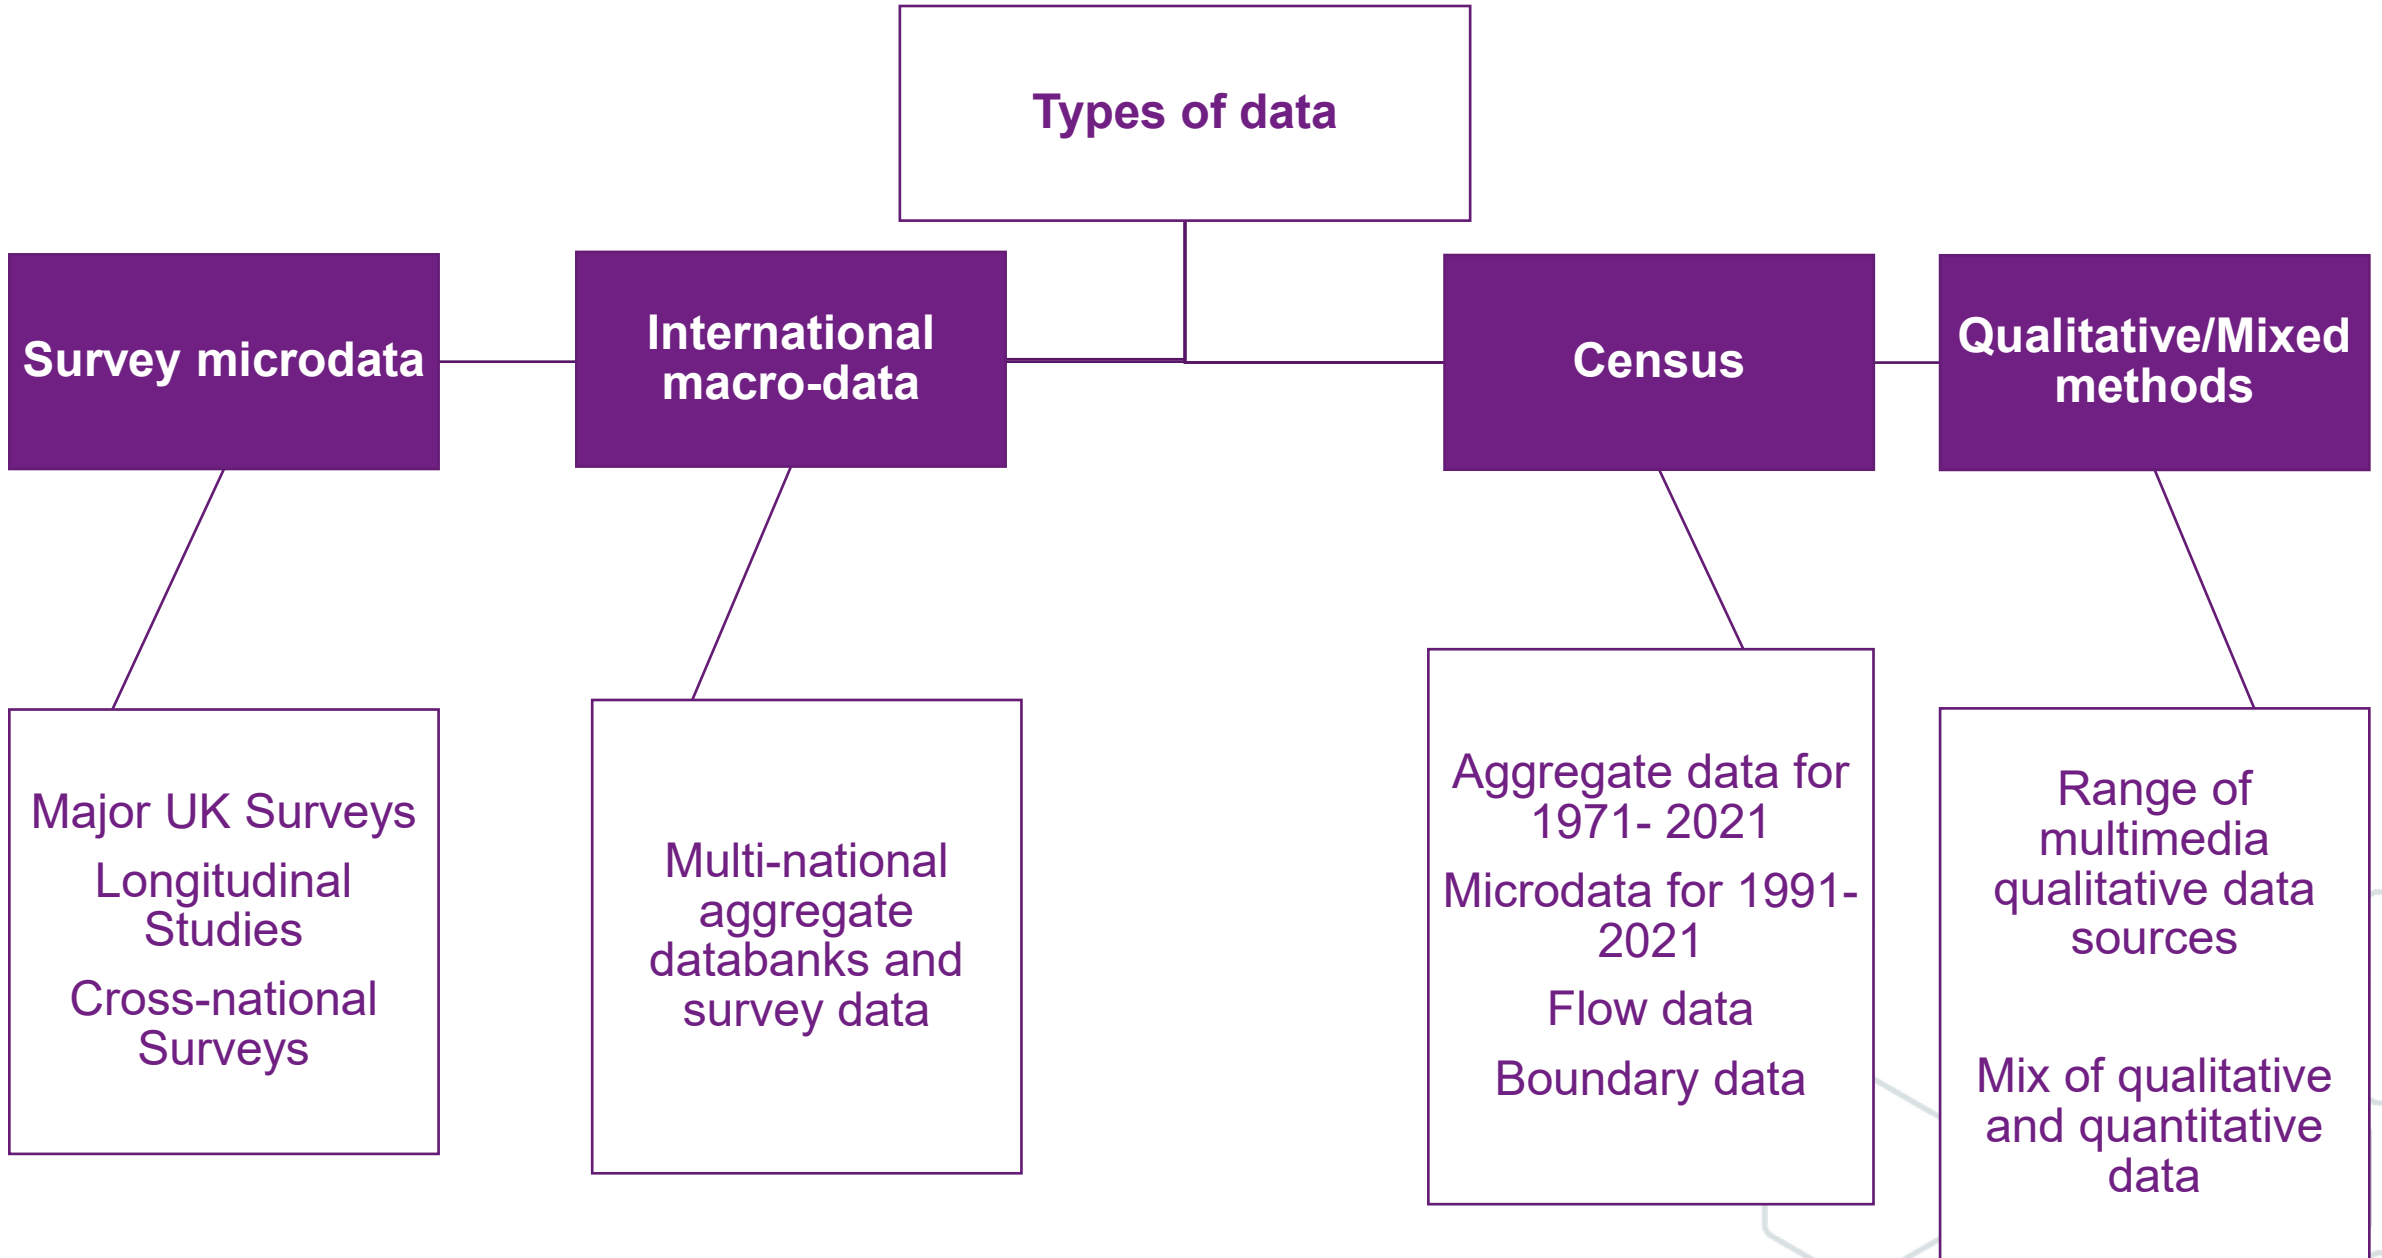 Types of data
Survey microdata
International
macro-data
Census
Qualitative/Mixed
methods
Major UK Surveys
Longitudinal
Studies
Cross-national
Surveys
Multi-national
aggregate
databanks and
survey data
Aggregate data for
1971- 2021
Microdata for 1991-
2021
Flow data
Boundary data
Range of
multimedia
qualitative data
sources
Mix of qualitative
and quantitative
data